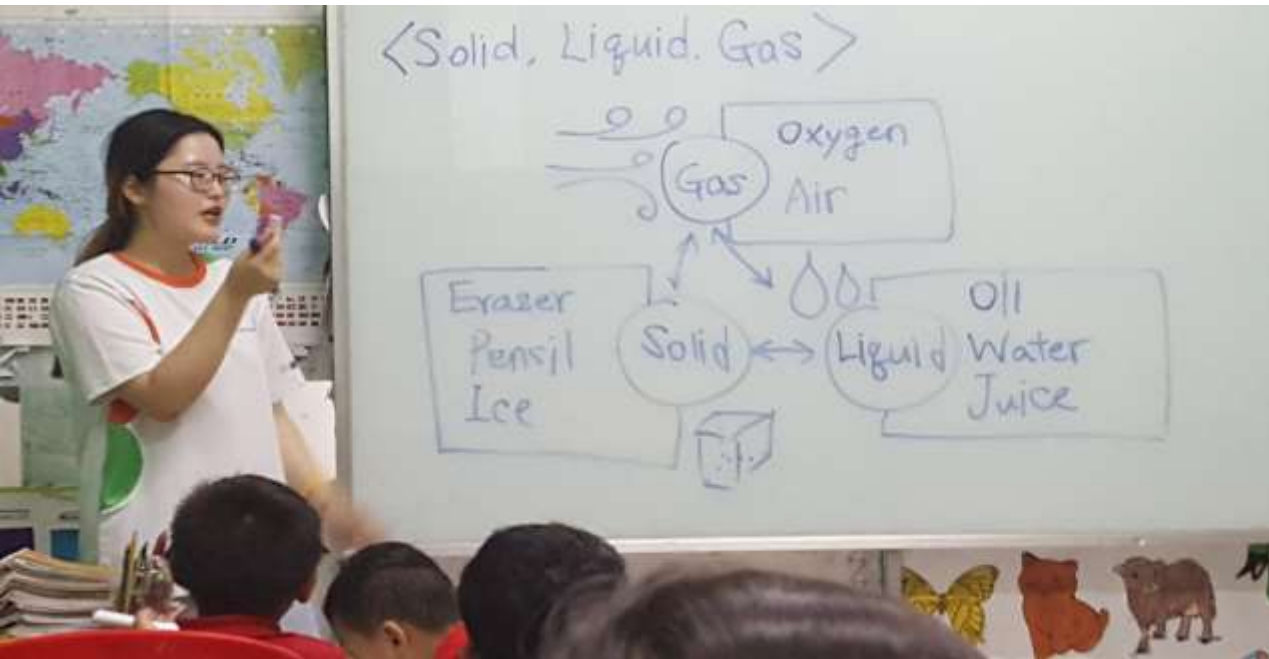 <Solid, Liquid. Gas>
Gas
Oxygen
Air
Eraser
Pensil
Ice
Solid
Liquid
Oil
Water
Juice